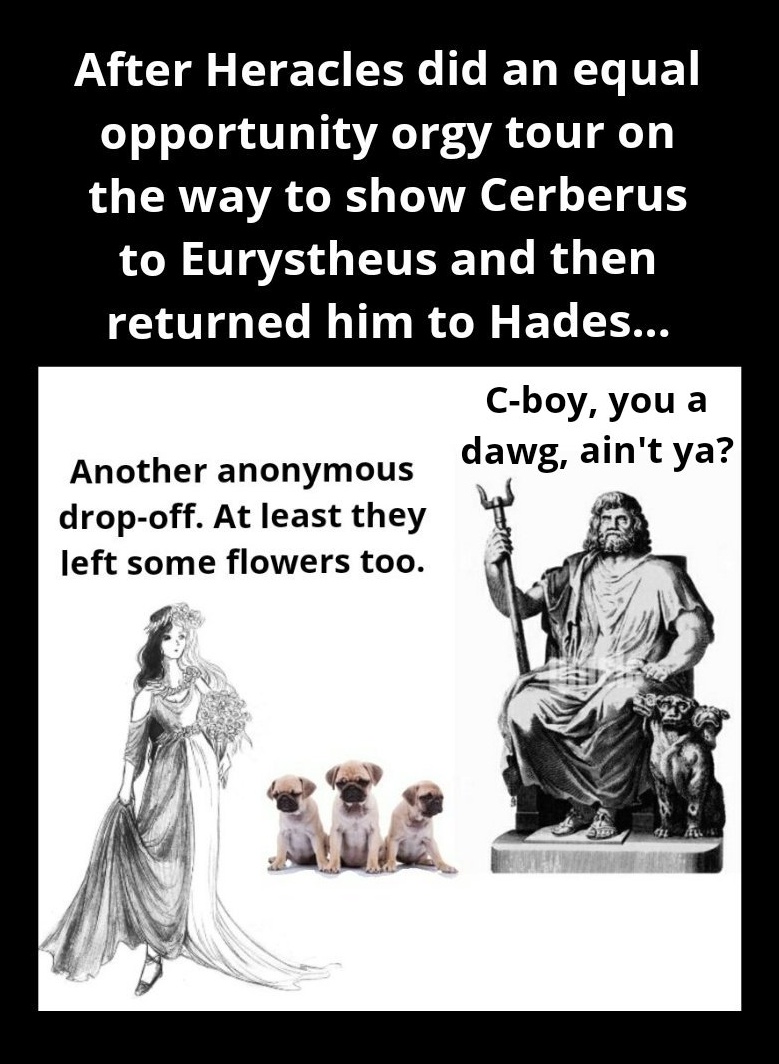 After Heracles did an equal
opportunity orgy tour on
the way to show Cerberus
to Eurystheus and then
returned him to Hades...
C-boy, you a
dawg, ain't ya?
Another anonymous
drop-off. At least they
left some flowers too.